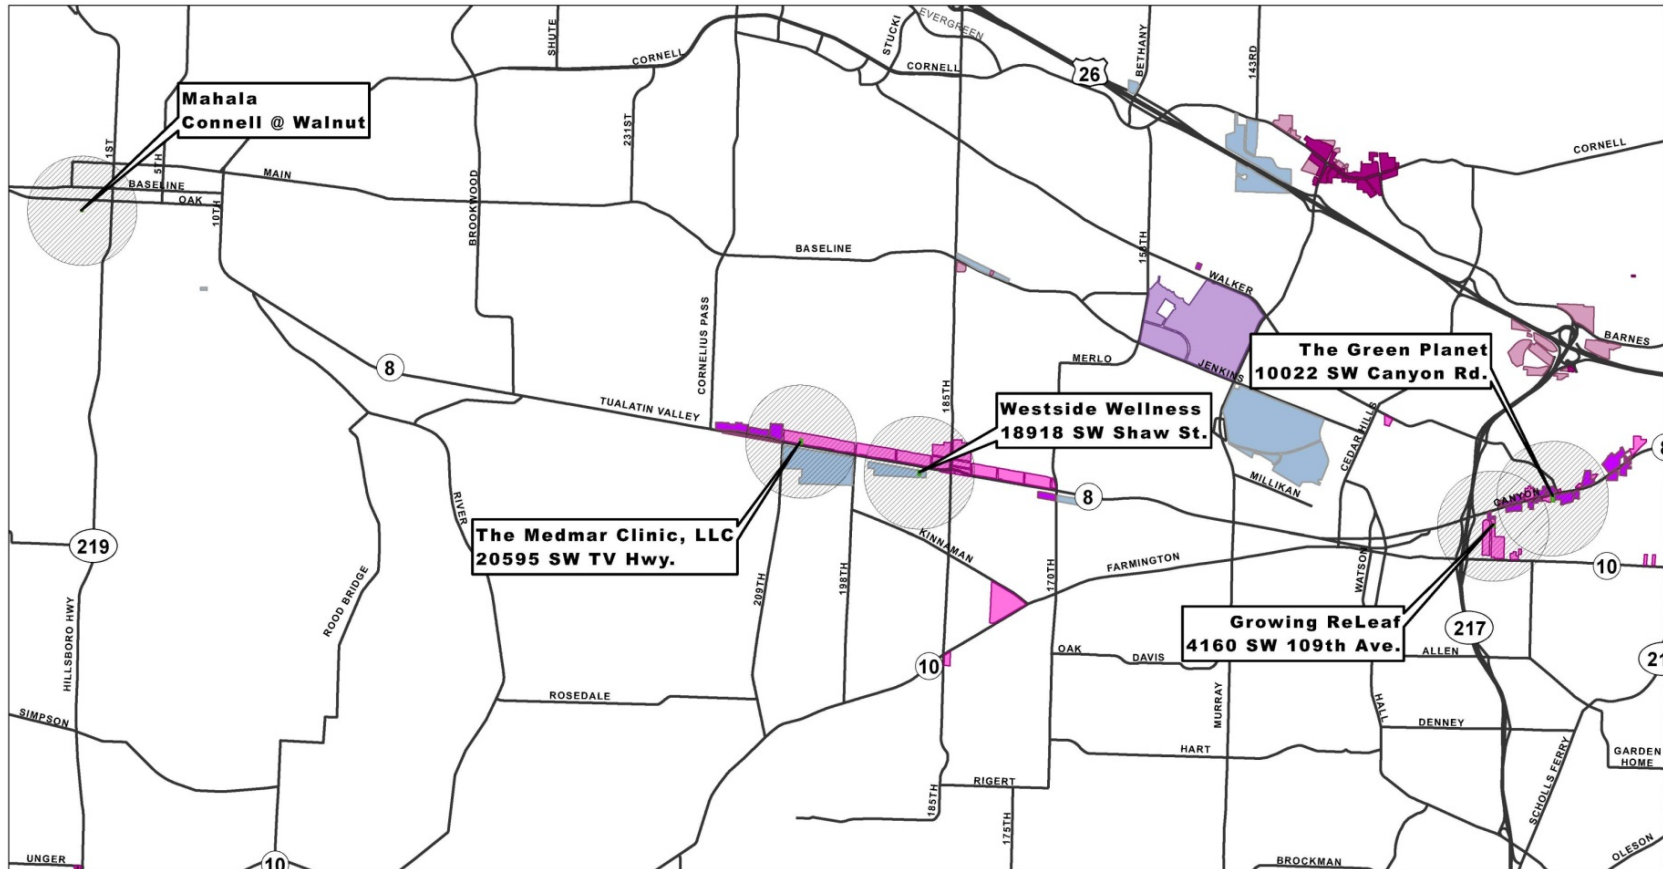 EVERGREEN
STUCKI
SHUTE
CORNELL
CORNELL
BETHANY
143RD
26
Mahala
Connell @ Walnut
1ST
5TH
231ST
CORNELL
MAIN
BASELINE
OAK
10TH
BROOKWOOD
BASELINE
158TH
WALKER
CORNELIUS PASS
185TH
MERLO
JENKINS
BARNES
The Green Planet
10022 SW Canyon Rd.
8
TUALATIN VALLEY
Westside Wellness
18918 SW Shaw St.
CEDAR HILLS
8
MILLIKAN
8
CANYON
RIVER
The Medmar Clinic, LLC
20595 SW TV Hwy.
KINNAMAN
219
209TH
198TH
170TH
FARMINGTON
WATSON
10
ROOD BRIDGE
HILLSBORO HWY
Growing ReLeaf
4160 SW 109th Ave.
217
10
OAK
DAVIS
ALLEN
21
ROSEDALE
SIMPSON
MURRAY
HALL
DENNEY
HART
SCHOLLS FERRY
GARDEN
HOME
RIGERT
185TH
175TH
UNGER
10
BROCKMAN
OLESON